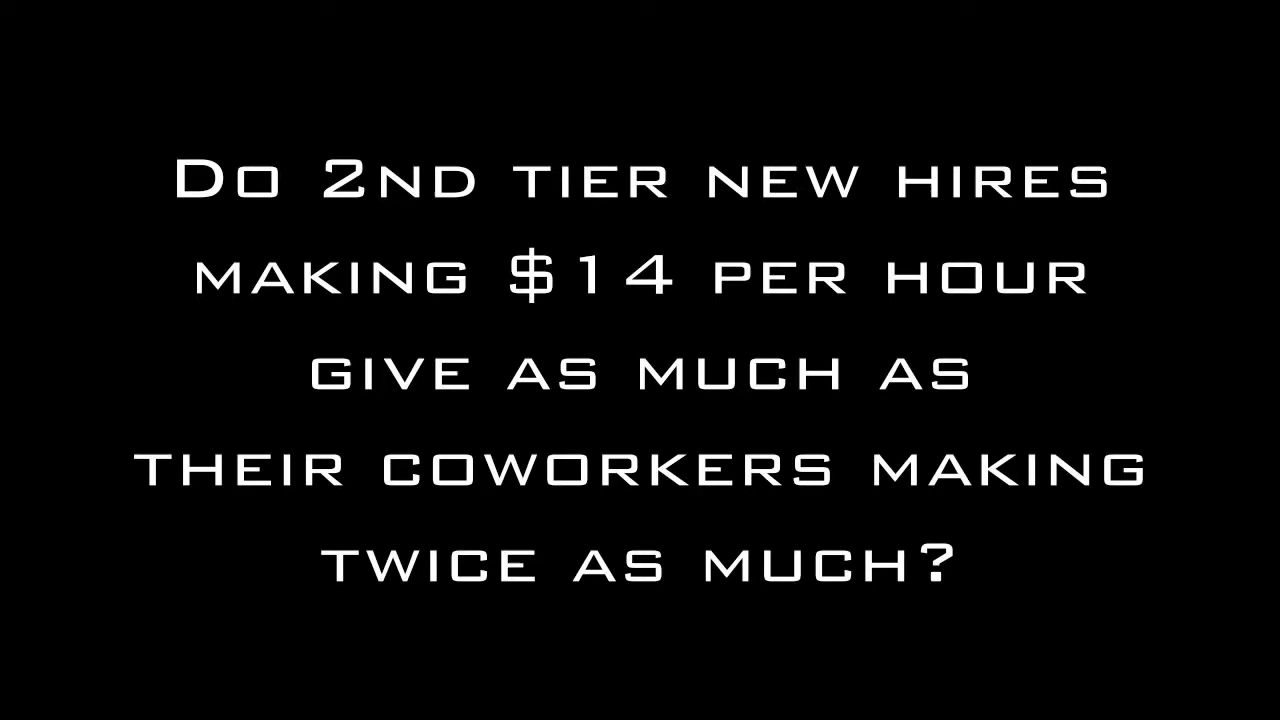 Do 2nd tier new hires
making $14 per hour
give as much as
their coworkers making
twice as much?